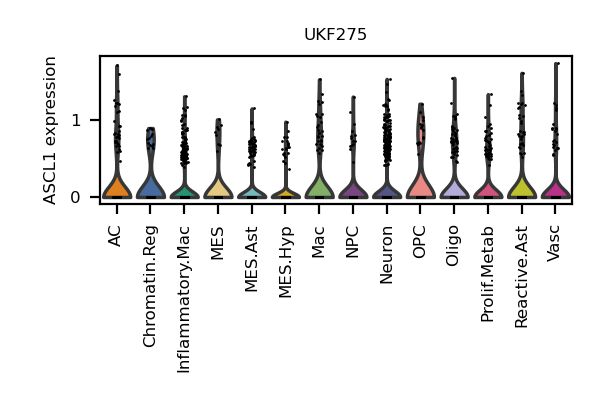 UKF275
ASCL1 expression
1
0
AC
Chromatin.Reg
Inflammatory.Mac
MES
MES.Ast
MES.Hyp
Mac
NPC
Neuron
OPC
Oligo
Prolif.Metab
Reactive.Ast
Vasc